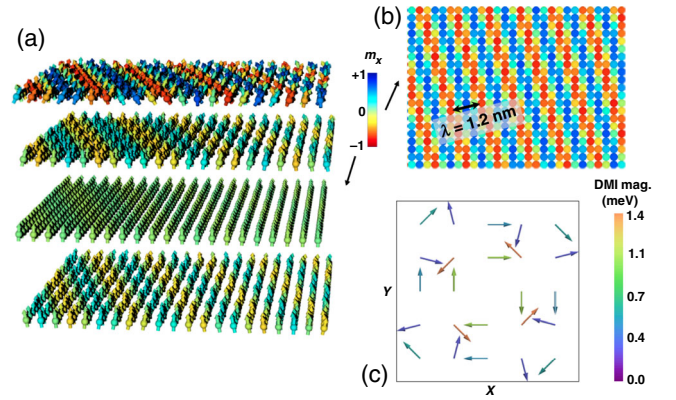 (a)
m_x
+1
0
−1
(b)
λ = 1.2 nm
DMI mag.
(meV)
1.4
1.1
0.7
0.4
0.0
Y
X
(c)